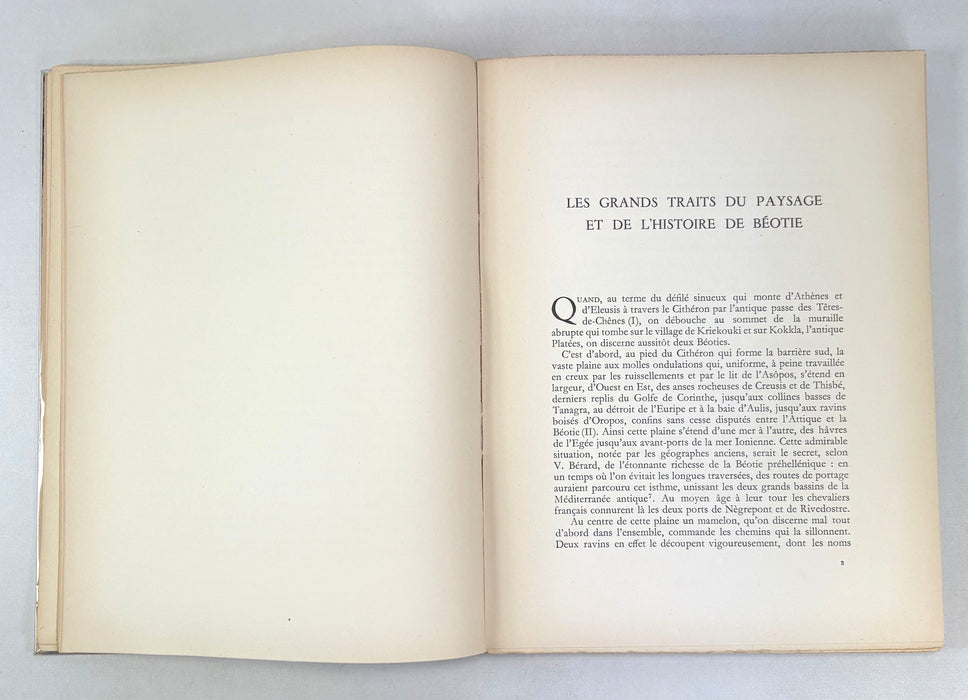 LES GRANDS TRAITS DU PAYSAGE
ET DE L'HISTOIRE DE BÉOTIE
QUAND, au terme du défilé sinueux qui monte d'Athènes et
d'Eleusis à travers le Cithéron par l'antique passe des Têtes-
de-Chênes (I), on débouche au sommet de la muraille
abrupte qui tombe sur le village de Kriekouki et sur Kokkla, l'antique
Platées, on discerne aussitôt deux Béoties.
C'est d'abord, au pied du Cithéron qui forme la barrière sud, la
vaste plaine aux molles ondulations qui, uniforme, à peine travaillée
en creux par les ruissellements et par le lit de l'Asôpos, s'étend en
largeur, d'Ouest en Est, des anses rocheuses de Creusis et de Thisbé,
derniers replis du Golfe de Corinthe, jusqu'aux collines basses de
Tanagra, au détroit de l'Euripe et à la baie d'Aulis, jusqu'aux ravins
boisés d'Oropos, confins sans cesse disputés entre l'Attique et la
Béotie (II). Ainsi cette plaine s'étend d'une mer à l'autre, des hâvres
de l'Egée jusqu'aux avant-ports de la mer Ionienne. Cette admirable
situation, notée par les géographes anciens, serait le secret, selon
V. Bérard, de l'étonnante richesse de la Béotie préhellénique : en
un temps où l'on évitait les longues traversées, des routes de portage
auraient parcouru cet isthme, unissant les deux grands bassins de la
Méditerranée antique⁷. Au moyen âge à leur tour les chevaliers
français connurent là les deux ports de Nègrepont et de Rivedostre.
Au centre de cette plaine un mamelon, qu'on discerne mal tout
d'abord dans l'ensemble, commande les chemins qui la sillonnent.
Deux ravins en effet le découpent vigoureusement, dont les noms